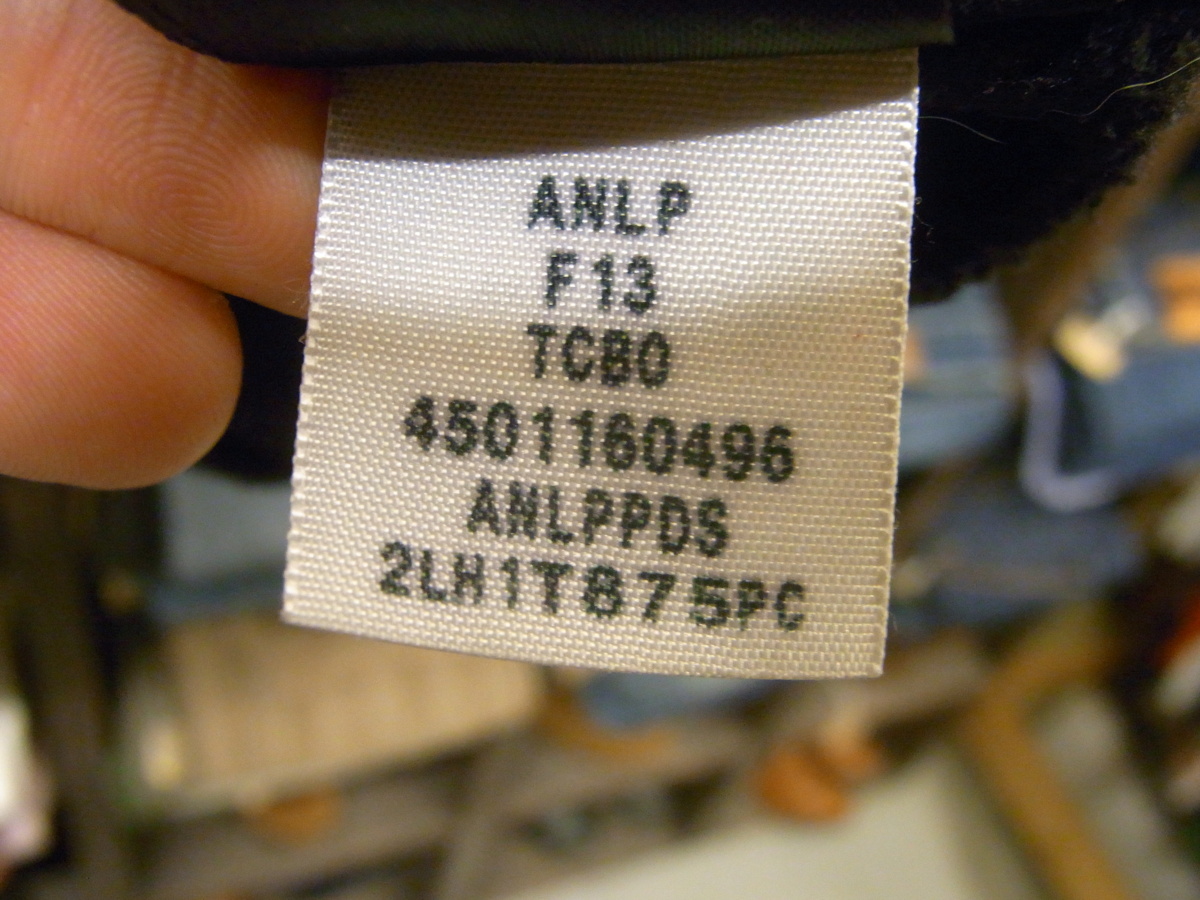 ANLP
F13
TCBO
4501160496
ANLPPDS
2LH1T875PC